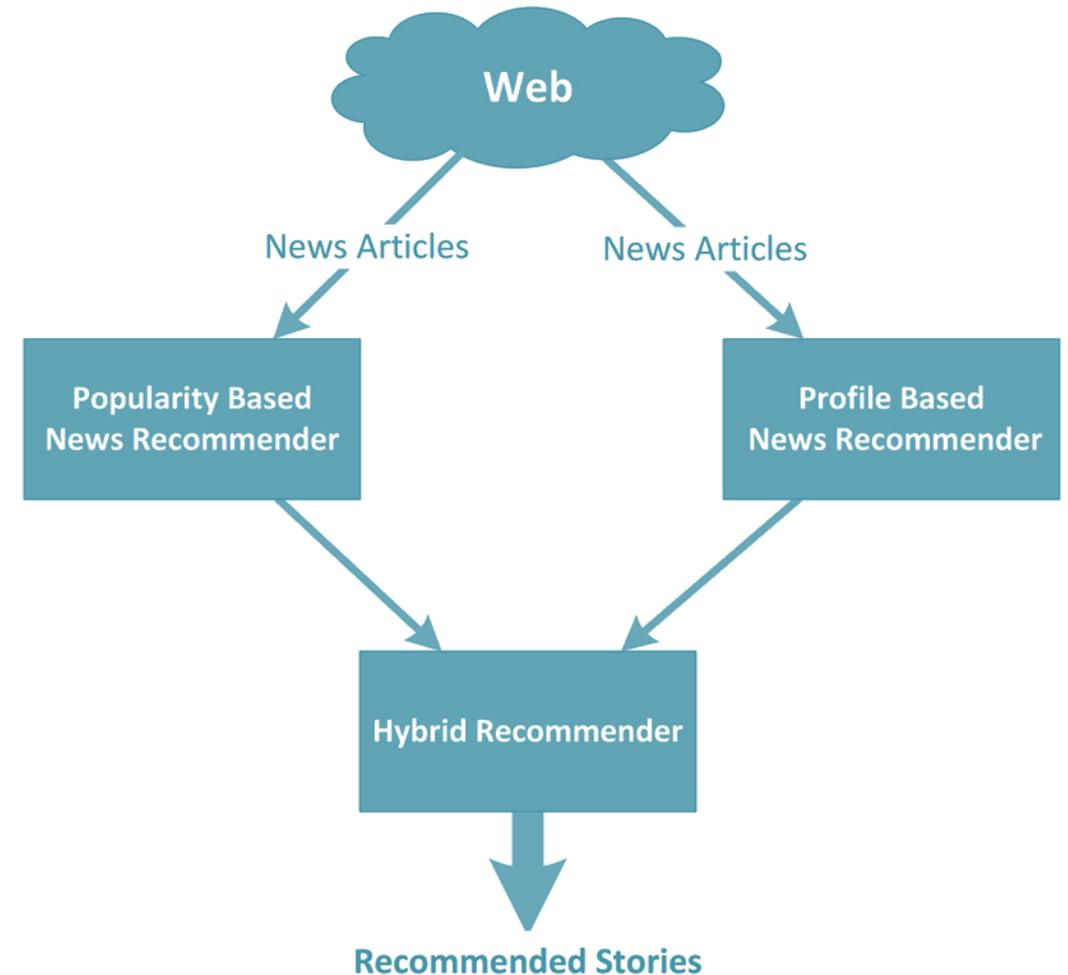 Web
News Articles
News Articles
Popularity Based
News Recommender
Profile Based
News Recommender
Hybrid Recommender
Recommended Stories